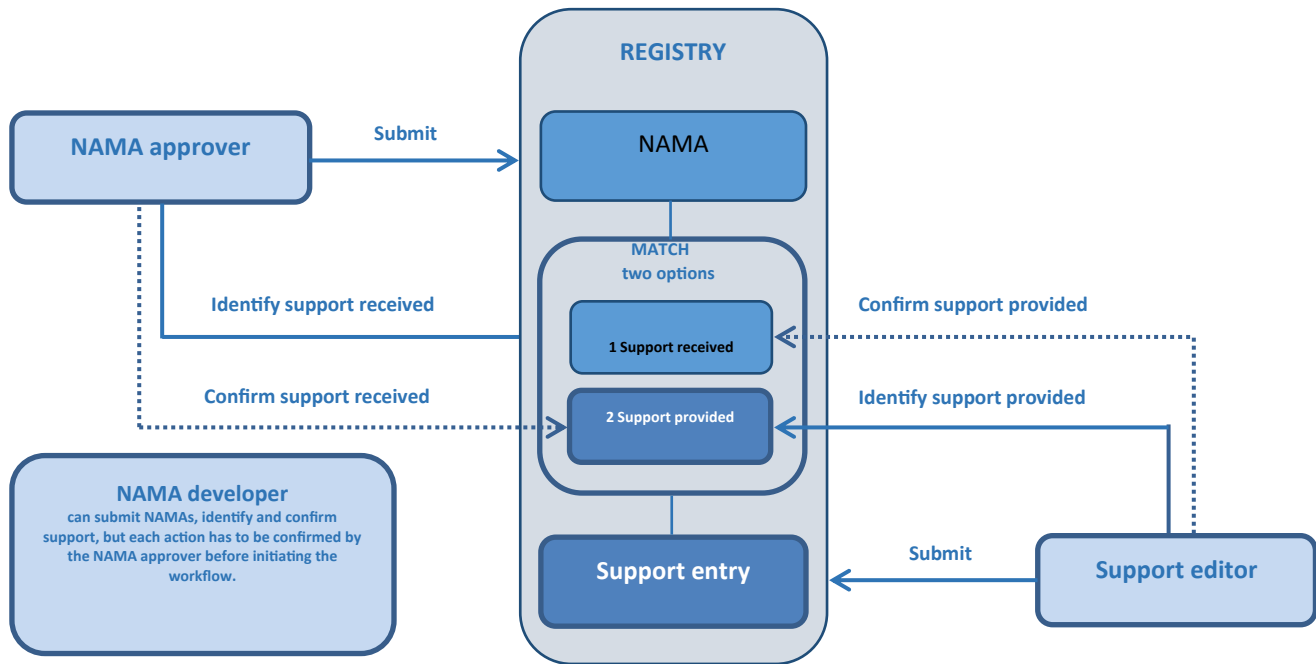 REGISTRY
NAMA approver
Submit
NAMA
MATCH
two options
Identify support received
Confirm support provided
1 Support received
Confirm support received
Identify support provided
2 Support provided
NAMA developer
can submit NAMAs, identify and confirm
support, but each action has to be confirmed by
the NAMA approver before initiating the
workflow.
Support entry
Submit
Support editor